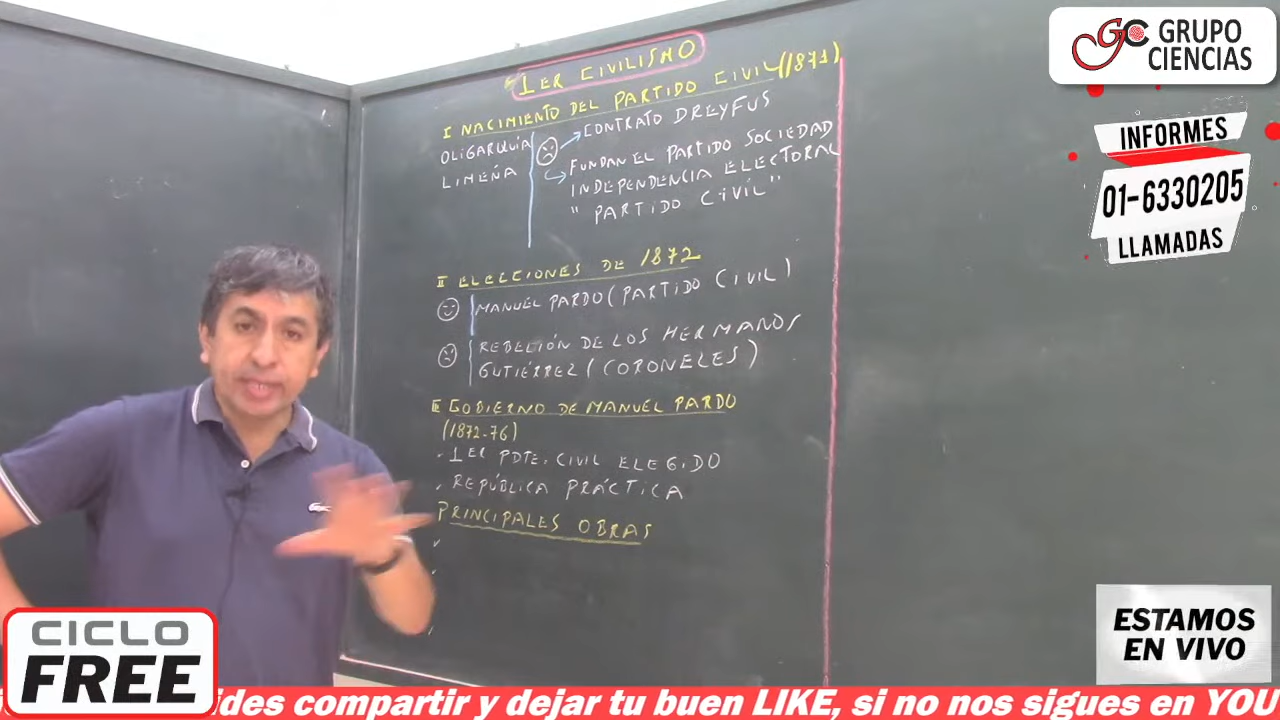 1ER CIVILISMO
I NACIMIENTO DEL PARTIDO CIVIL (1871)
OLIGARQUÍA
LIMEÑA
CONTRATO DREYFUS
FUNDAN EL PARTIDO SOCIEDAD
INDEPENDENCIA ELECTORAL
" PARTIDO CIVIL"
II ELECCIONES DE 1872
MANUEL PARDO (PARTIDO CIVIL)
REBELIÓN DE LOS HERMANOS
GUTIÉRREZ (CORONELES)
III GOBIERNO DE MANUEL PARDO
(1872-76)
. 1ER PDTE. CIVIL ELEGIDO
. REPÚBLICA PRÁCTICA
PRINCIPALES OBRAS
GC GRUPO
CIENCIAS
INFORMES
01-6330205
LLAMADAS
ESTAMOS
EN VIVO
CICLO
FREE
ides compartir y dejar tu buen LIKE, si no nos sigues en YOU